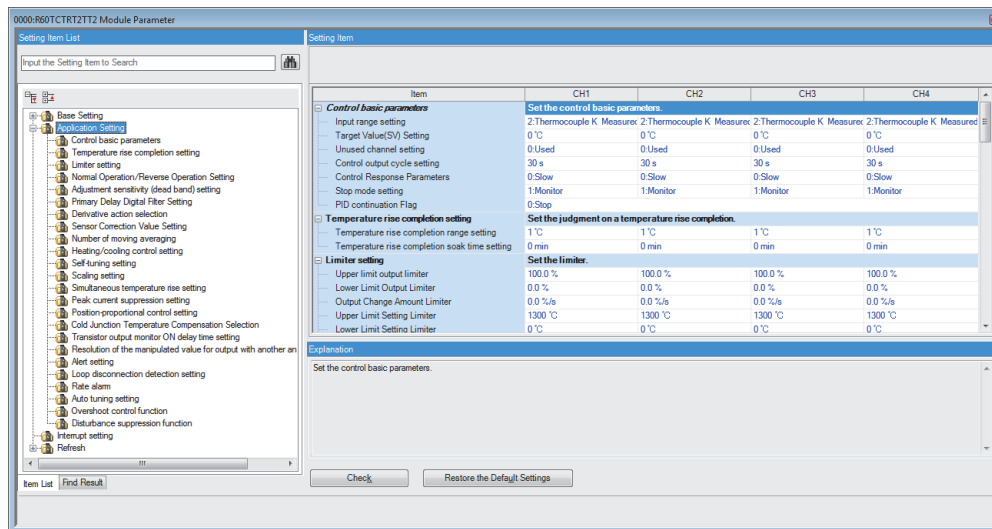 0000:R60TCTRT2TT2 Module Parameter
Setting Item List
Input the Setting Item to Search
Base Setting
Application Setting
Control basic parameters
Temperature rise completion setting
Limiter setting
Normal Operation/Reverse Operation Setting
Adjustment sensitivity (dead band) setting
Primary Delay Digital Filter Setting
Derivative action selection
Sensor Correction Value Setting
Number of moving averaging
Heating/cooling control setting
Self-tuning setting
Scaling setting
Simultaneous temperature rise setting
Peak current suppression setting
Position-proportional control setting
Cold Junction Temperature Compensation Selection
Transistor output monitor ON delay time setting
Resolution of the manipulated value for output with another an
Alert setting
Loop disconnection detection setting
Rate alarm
Auto tuning setting
Overshoot control function
Disturbance suppression function
Interrupt setting
Refresh
Item List Find Result
Setting Item
Item CH1 CH2 CH3 CH4
Control basic parameters Set the control basic parameters.
Input range setting 2:Thermocouple K Measured 2:Thermocouple K Measured 2:Thermocouple K Measured 2:Thermocouple K Measured
Target Value(SV) Setting 0 °C 0 °C 0 °C 0 °C
Unused channel setting 0:Used 0:Used 0:Used 0:Used
Control output cycle setting 30 s 30 s 30 s 30 s
Control Response Parameters 0:Slow 0:Slow 0:Slow 0:Slow
Stop mode setting 1:Monitor 1:Monitor 1:Monitor 1:Monitor
PID continuation Flag 0:Stop
Temperature rise completion setting Set the judgment on a temperature rise completion.
Temperature rise completion range setting 1 °C 1 °C 1 °C 1 °C
Temperature rise completion soak time setting 0 min 0 min 0 min 0 min
Limiter setting Set the limiter.
Upper limit output limiter 100.0 % 100.0 % 100.0 % 100.0 %
Lower Limit Output Limiter 0.0 % 0.0 % 0.0 % 0.0 %
Output Change Amount Limiter 0.0 %/s 0.0 %/s 0.0 %/s 0.0 %/s
Upper Limit Setting Limiter 1300 °C 1300 °C 1300 °C 1300 °C
Lower Limit Setting Limiter 0 °C 0 °C 0 °C 0 °C
Explanation
Set the control basic parameters.
Check Restore the Default Settings